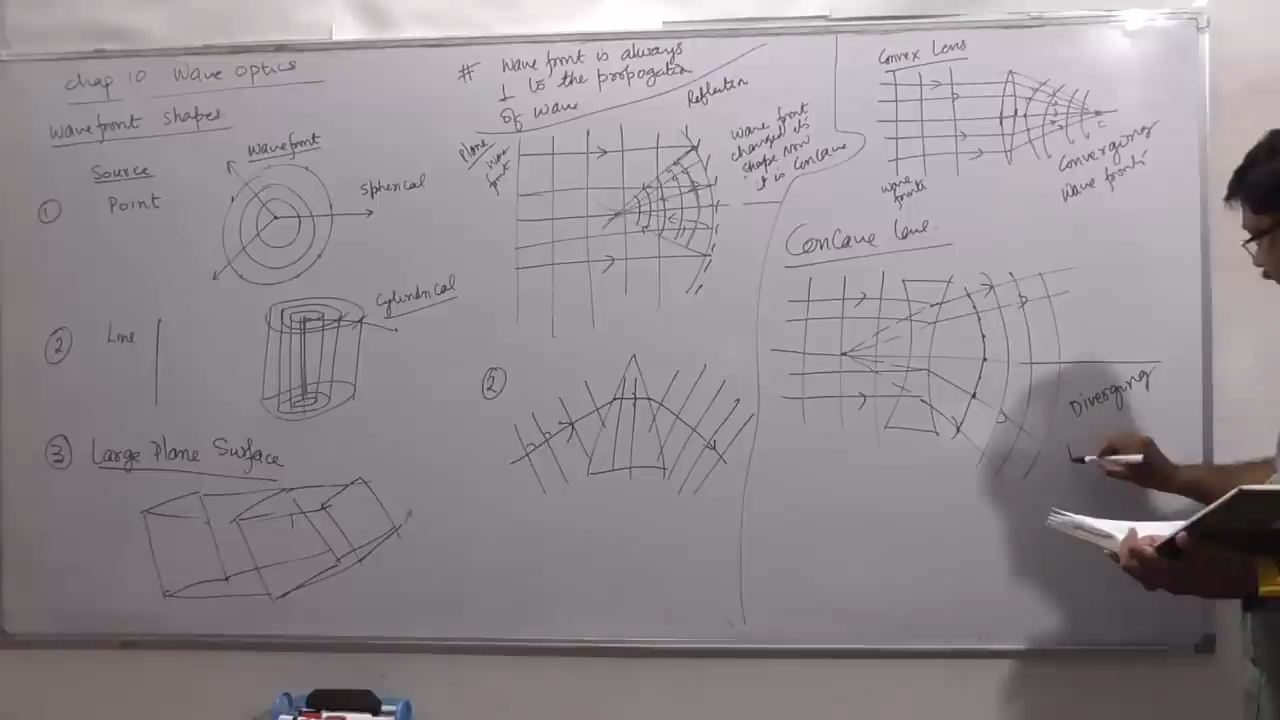 Chap 10 Wave optics
Wavefront shapes
Source
Wavefront
① Point
Spherical
② Line
Cylindrical
③ Large Plane Surface
# Wave front is always
⊥ to the propogation
of wave
Reflection
Plane
wave
front
wave front
changed its
shape now
it is Concave
②
Convex Lens
wave
fronts
Converging
wave fronts
Concave Lens
Diverging